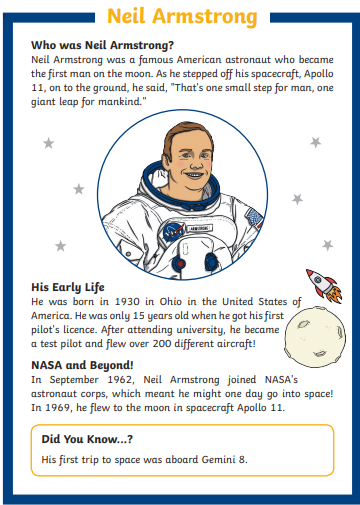 Neil Armstrong
Who was Neil Armstrong?
Neil Armstrong was a famous American astronaut who became
the first man on the moon. As he stepped off his spacecraft, Apollo
11, on to the ground, he said, "That's one small step for man, one
giant leap for mankind."
NASA
ARMSTRONG
His Early Life
He was born in 1930 in Ohio in the United States of
America. He was only 15 years old when he got his first
pilot's licence. After attending university, he became
a test pilot and flew over 200 different aircraft!
NASA and Beyond!
In September 1962, Neil Armstrong joined NASA's
astronaut corps, which meant he might one day go into space!
In 1969, he flew to the moon in spacecraft Apollo 11.
Did You Know...?
His first trip to space was aboard Gemini 8.